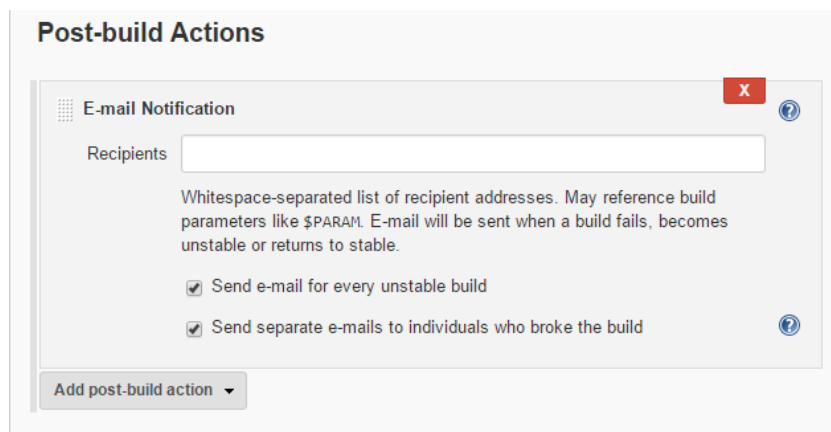 Post-build Actions
X
E-mail Notification
?
Recipients
Whitespace-separated list of recipient addresses. May reference build
parameters like $PARAM. E-mail will be sent when a build fails, becomes
unstable or returns to stable.
Send e-mail for every unstable build
Send separate e-mails to individuals who broke the build
?
Add post-build action